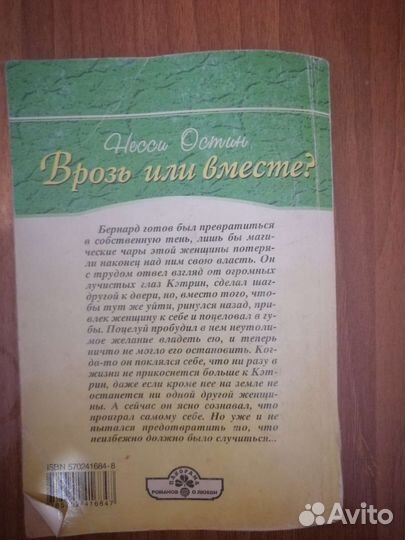 Несси Остин
Врозь или вместе?
Бернард готов был превратиться
в собственную тень, лишь бы маги-
ческие чары этой женщины потеря-
ли наконец над ним свою власть. Он
с трудом отвел взгляд от огромных
лучистых глаз Кэтрин, сделал шаг-
другой к двери, но, вместо того, что-
бы тут же уйти, ринулся назад, при-
влек женщину к себе и поцеловал в гу-
бы. Поцелуй пробудил в нем неутоли-
мое желание владеть ею, и теперь
ничто не могло его остановить. Ког-
да-то он поклялся себе, что ни разу в
жизни не прикоснется больше к Кэт-
рин, даже если кроме нее на земле не
останется ни одной другой женщи-
ны. А сейчас он ясно сознавал, что
проиграл самому себе. Но уже и не
пытался предотвратить то, что
неизбежно должно было случиться...
ISBN 570241684-8
ПАНОРАМА
РОМАНОВ О ЛЮБВИ
Avito